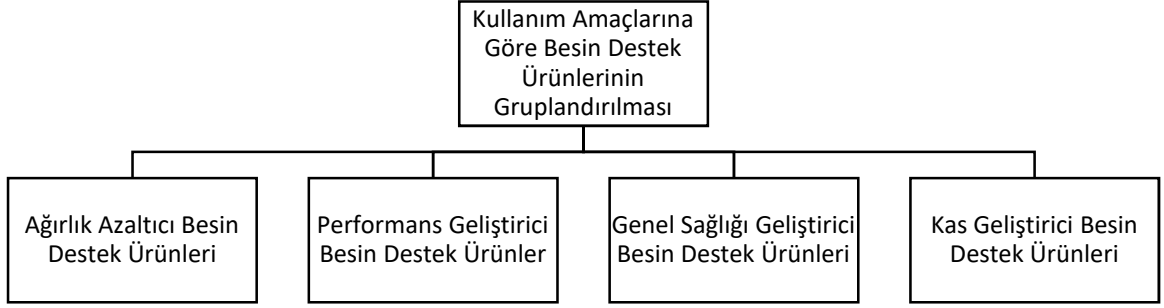 Kullanım Amaçlarına
Göre Besin Destek
Ürünlerinin
Gruplandırılması
Ağırlık Azaltıcı Besin
Destek Ürünleri
Performans Geliştirici
Besin Destek Ürünler
Genel Sağlığı Geliştirici
Besin Destek Ürünleri
Kas Geliştirici Besin
Destek Ürünleri